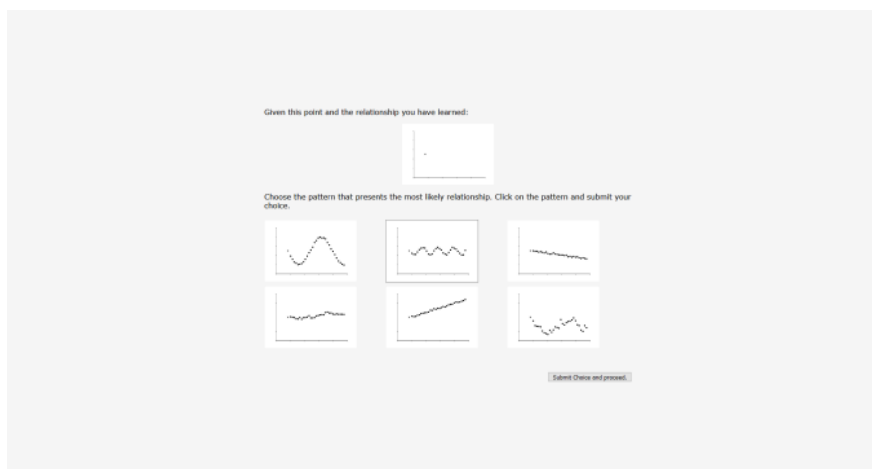 Given this point and the relationship you have learned:
Choose the pattern that presents the most likely relationship. Click on the pattern and submit your
choice.
Submit Choice and proceed.